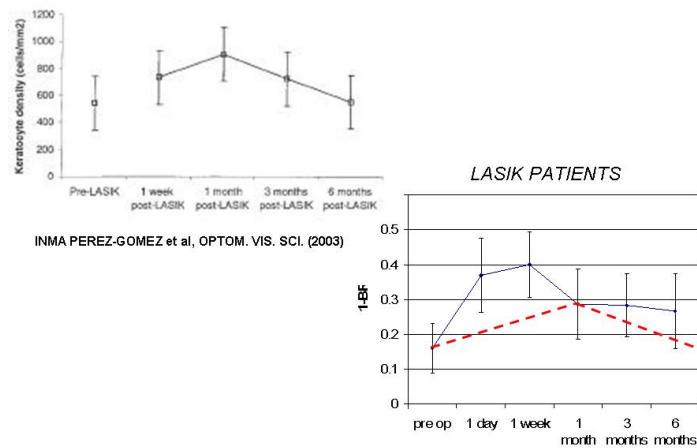 1200
1000
800
600
400
200
0
Keratocyte density (cells/mm2)
Pre-LASIK 1 week post-LASIK 1 month post-LASIK 3 months post-LASIK 6 months post-LASIK
INMA PEREZ-GOMEZ et al, OPTOM. VIS. SCI. (2003)
LASIK PATIENTS
0.5
0.4
0.3
0.2
0.1
0
1-BF
pre op 1 day 1 week 1 month 3 months 6 months